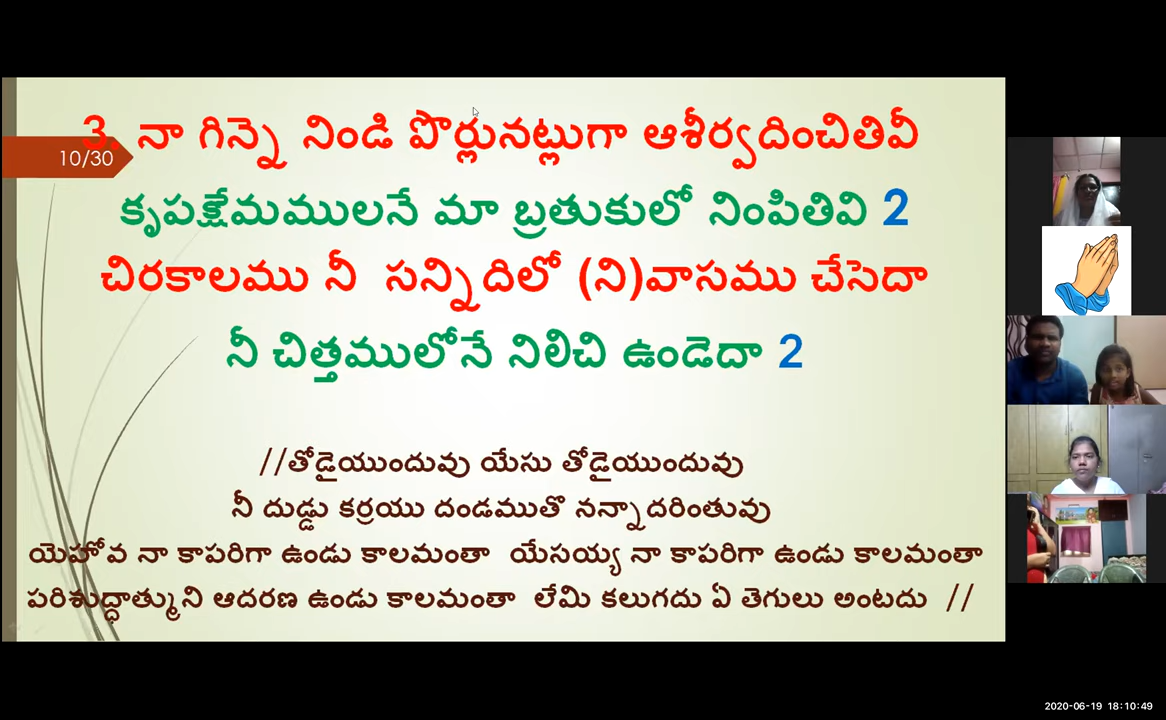 3. నా గిన్నె నిండి పొర్లునట్లుగా ఆశీర్వదించితివీ
10/30
కృపక్షేమములనే మా బ్రతుకులో నింపితివి 2
చిరకాలము నీ సన్నిదిలో (ని)వాసము చేసెదా
నీ చిత్తములోనే నిలిచి ఉండెదా 2
//తోడైయుందువు యేసు తోడైయుందువు
నీ దుడ్డు కర్రయు దండముతొ నన్నాదరింతువు
యెహోవ నా కాపరిగా ఉండు కాలమంతా యేసయ్య నా కాపరిగా ఉండు కాలమంతా
పరిశుద్ధాత్ముని ఆదరణ ఉండు కాలమంతా లేమి కలుగదు ఏ తెగులు అంటదు //
2020-06-19 18:10:49